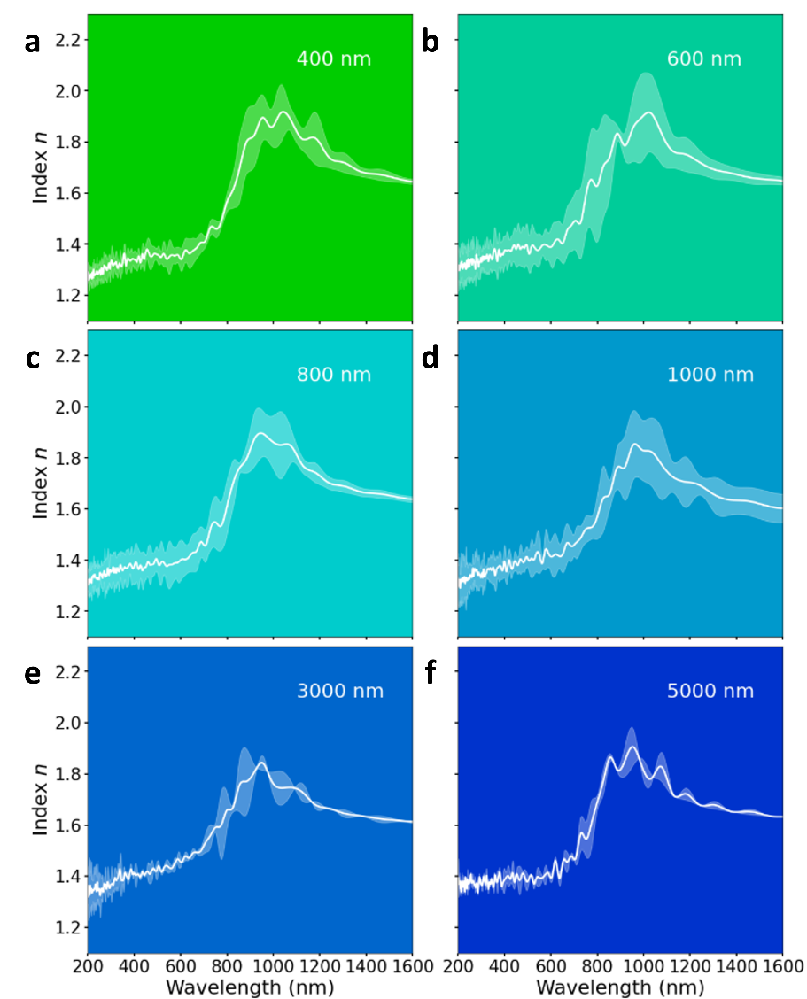 a
400 nm
2.2
2.0
1.8
1.6
1.4
1.2
Index n
b
600 nm
c
800 nm
2.2
2.0
1.8
1.6
1.4
1.2
Index n
d
1000 nm
e
3000 nm
2.2
2.0
1.8
1.6
1.4
1.2
Index n
200 400 600 800 1000 1200 1400 1600
Wavelength (nm)
f
5000 nm
200 400 600 800 1000 1200 1400 1600
Wavelength (nm)